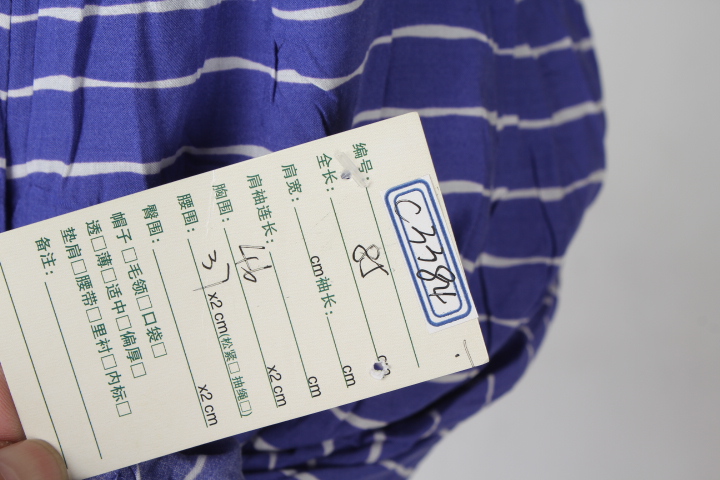 编号: C3384
全长: 85 cm
肩宽: cm 袖长: cm
肩袖连长: cm
胸围: 46 x2 cm
腰围: 37 x2 cm (松紧□ 抽绳□)
臀围: x2 cm
帽子□ 毛领□ 口袋□
透□ 薄□ 适中□ 偏厚□
垫肩□ 腰带□ 里衬□ 内标□
备注: